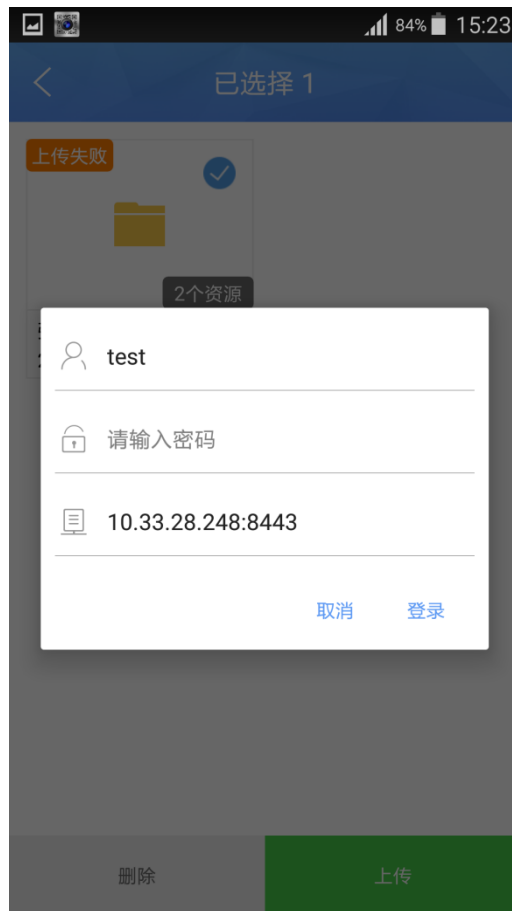 84% 15:23
已选择 1
上传失败
2个资源
test
请输入密码
10.33.28.248:8443
取消 登录
删除 上传